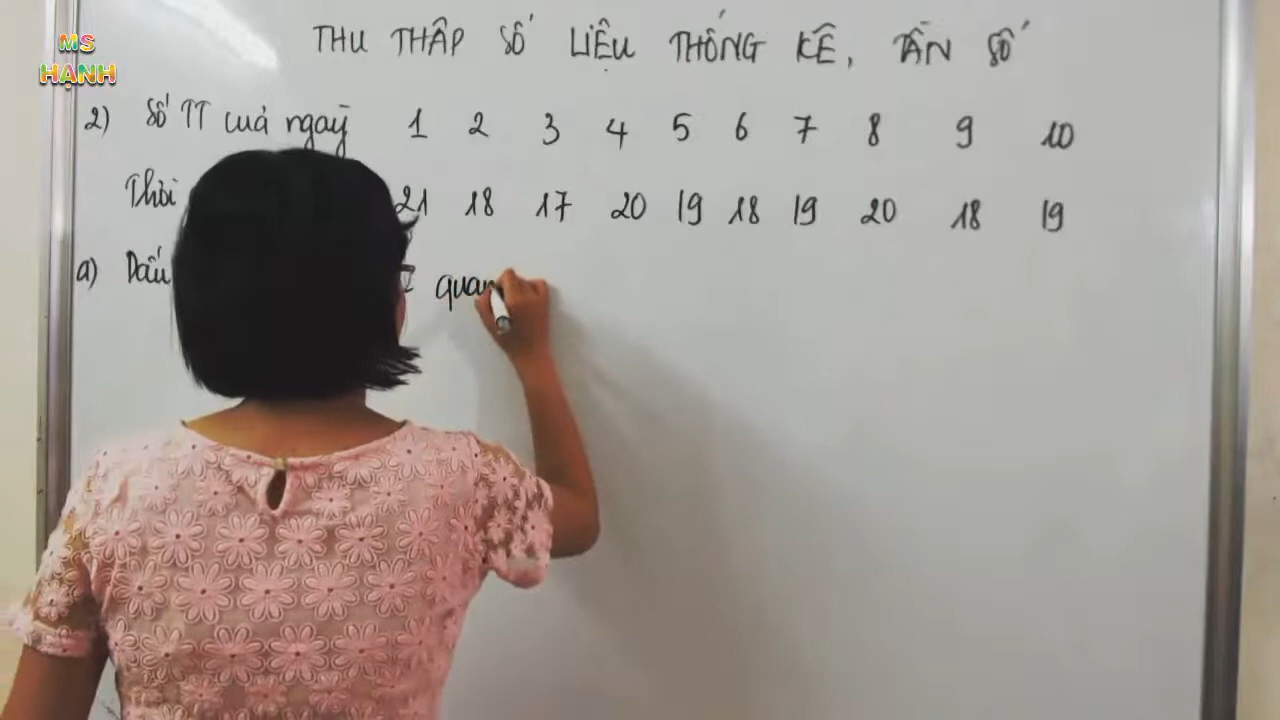 MS
HẠNH
THU THẬP SỐ LIỆU THỐNG KÊ, TẦN SỐ
2) Số TT của ngày 1 2 3 4 5 6 7 8 9 10
Thời 21 18 17 20 19 18 19 20 18 19
a) Dấu quan